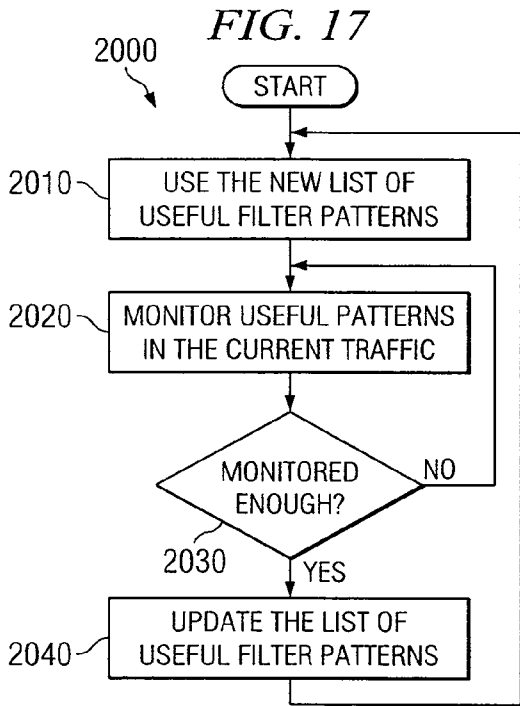 FIG. 17
2000
START
2010
USE THE NEW LIST OF
USEFUL FILTER PATTERNS
2020
MONITOR USEFUL PATTERNS
IN THE CURRENT TRAFFIC
MONITORED
ENOUGH?
NO
2030
YES
2040
UPDATE THE LIST OF
USEFUL FILTER PATTERNS